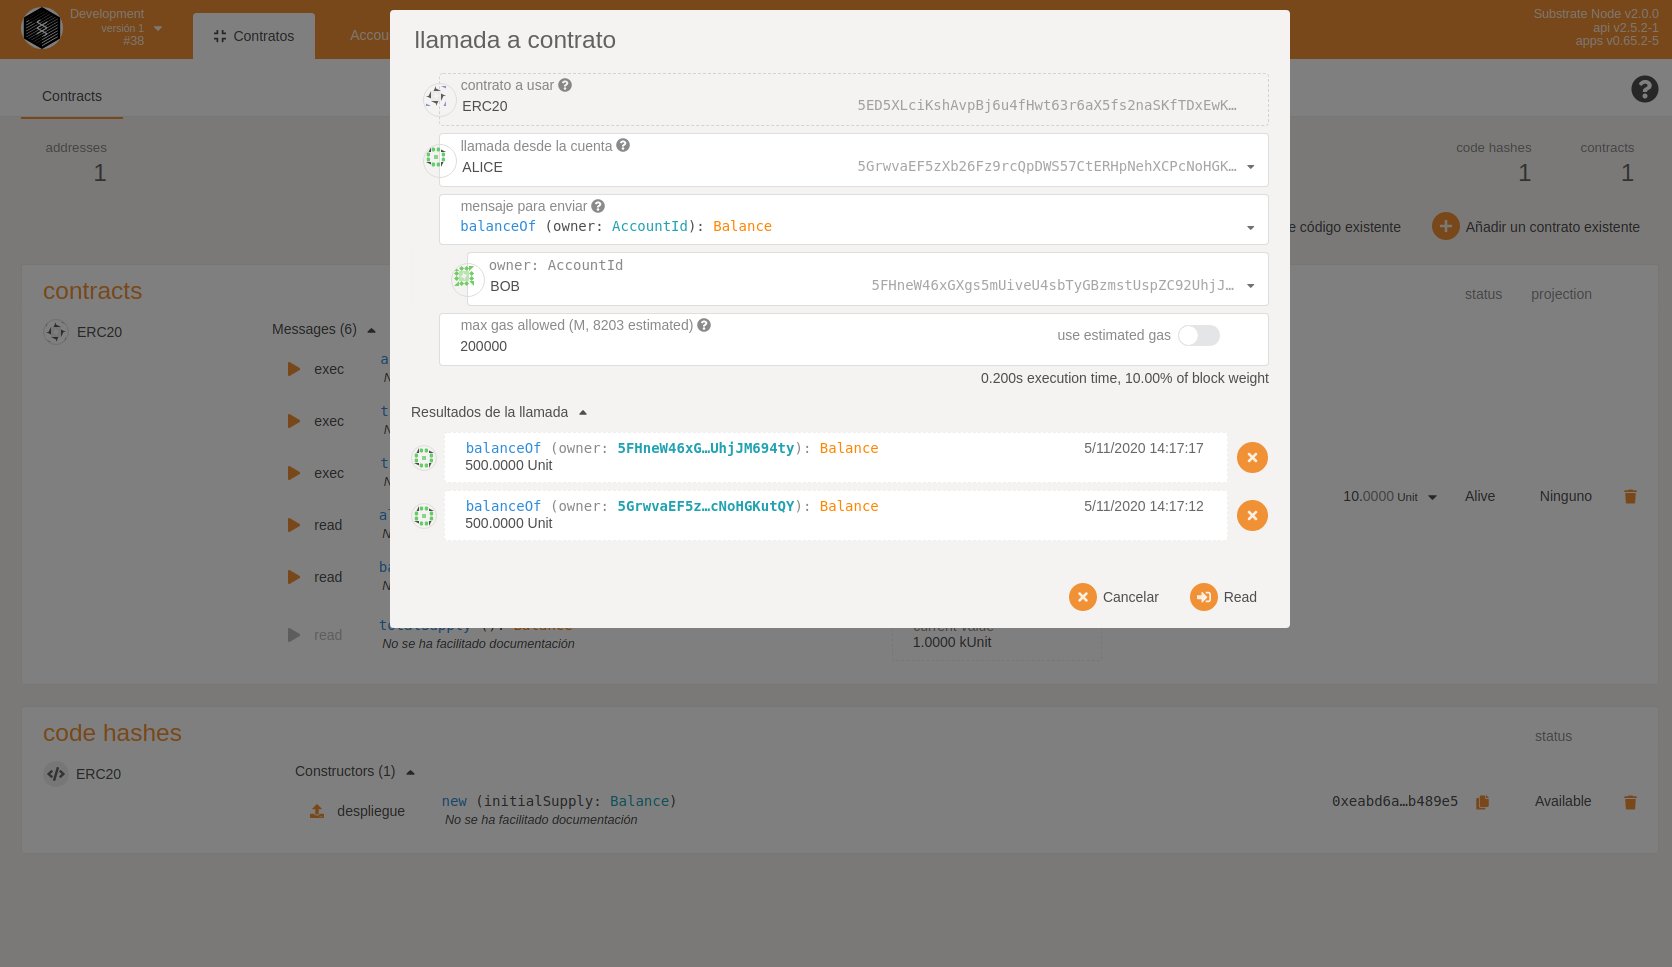 Development
versión 1
#38
Contratos
Accou
Substrate Node v2.0.0
api v2.5.2-1
apps v0.65.2-5
Contracts
addresses
1
code hashes
1
contracts
1
e código existente
Añadir un contrato existente
contracts
status
projection
ERC20
Messages (6)
exec
exec
exec
read
read
read
totalSupply (): Balance
No se ha facilitado documentación
current value
1.0000 kUnit
10.0000 Unit
Alive
Ninguno
code hashes
status
ERC20
Constructors (1)
despliegue
new (initialSupply: Balance)
No se ha facilitado documentación
0xeabd6a…b489e5
Available
llamada a contrato
contrato a usar
ERC20
5ED5XLciKshAvpBj6u4fHwt63r6aX5fs2naSKfTDxEwK…
llamada desde la cuenta
ALICE
5GrwvaEF5zXb26Fz9rcQpDWS57CtERHpNehXCPcNoHGK…
mensaje para enviar
balanceOf (owner: AccountId): Balance
owner: AccountId
BOB
5FHneW46xGXgs5mUiveU4sbTyGBzmstUspZC92UhjJ…
max gas allowed (M, 8203 estimated)
200000
use estimated gas
0.200s execution time, 10.00% of block weight
Resultados de la llamada
balanceOf (owner: 5FHneW46xG…UhjJM694ty): Balance
5/11/2020 14:17:17
500.0000 Unit
balanceOf (owner: 5GrwvaEF5z…cNoHGKutQY): Balance
5/11/2020 14:17:12
500.0000 Unit
Cancelar
Read